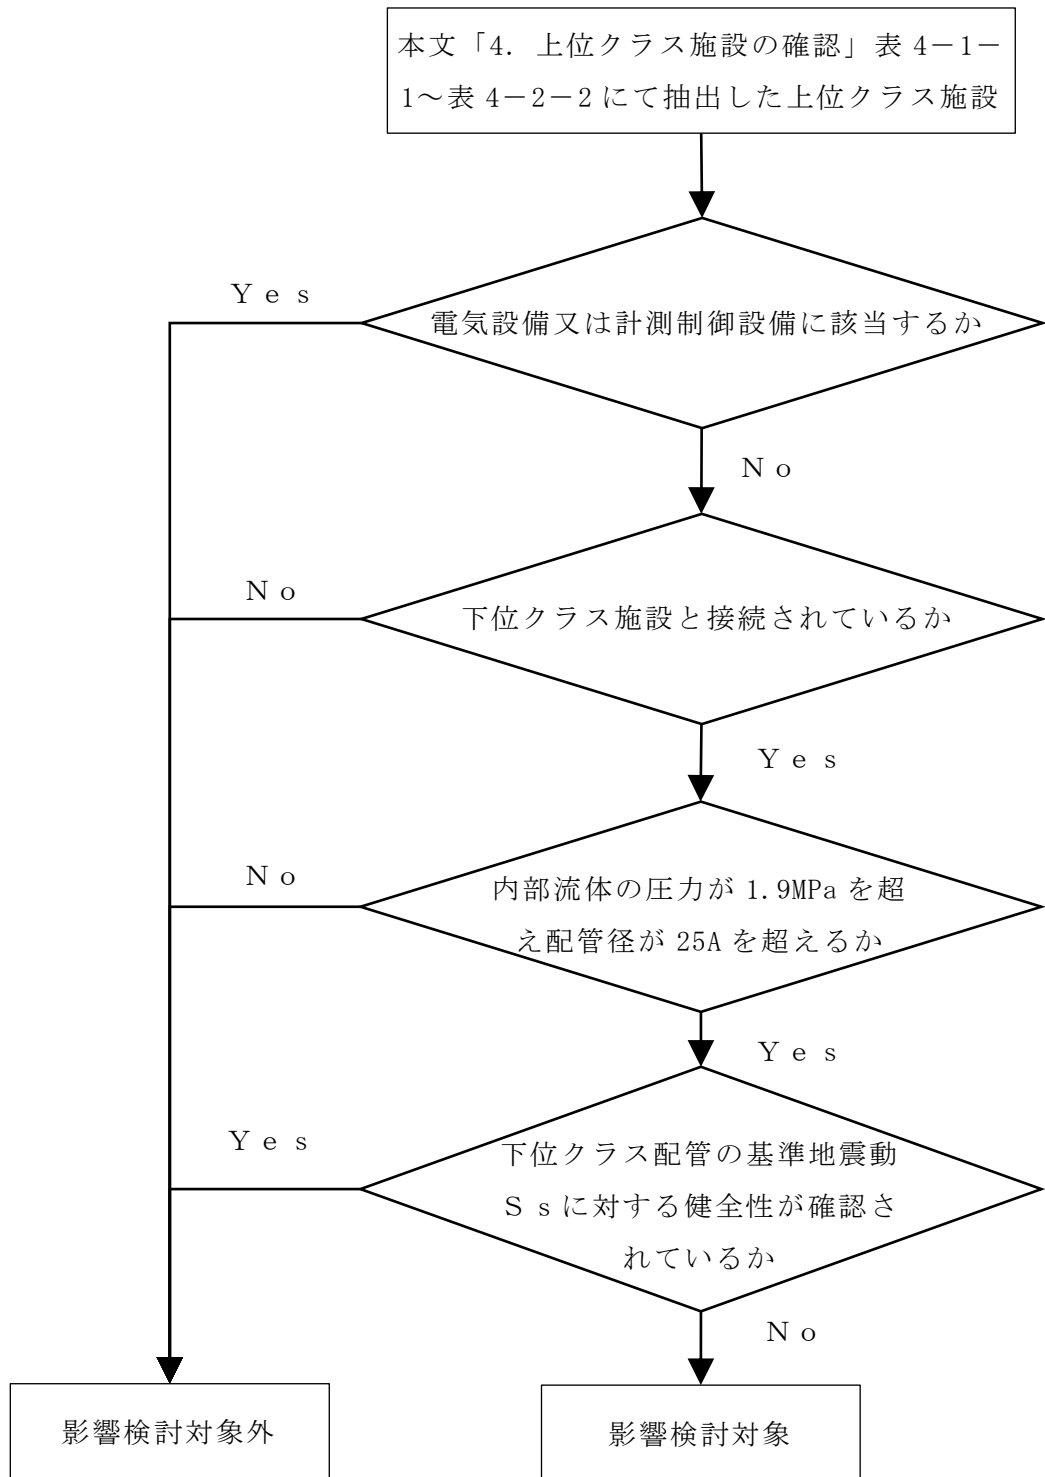 本文「4. 上位クラス施設の確認」表 4－1－
1～表 4－2－2 にて抽出した上位クラス施設
Ｙｅｓ
電気設備又は計測制御設備に該当するか
Ｎｏ
Ｎｏ
下位クラス施設と接続されているか
Ｙｅｓ
Ｎｏ
内部流体の圧力が 1.9MPa を超
え配管径が 25A を超えるか
Ｙｅｓ
Ｙｅｓ
下位クラス配管の基準地震動
Ｓｓに対する健全性が確認さ
れているか
Ｎｏ
影響検討対象外
影響検討対象